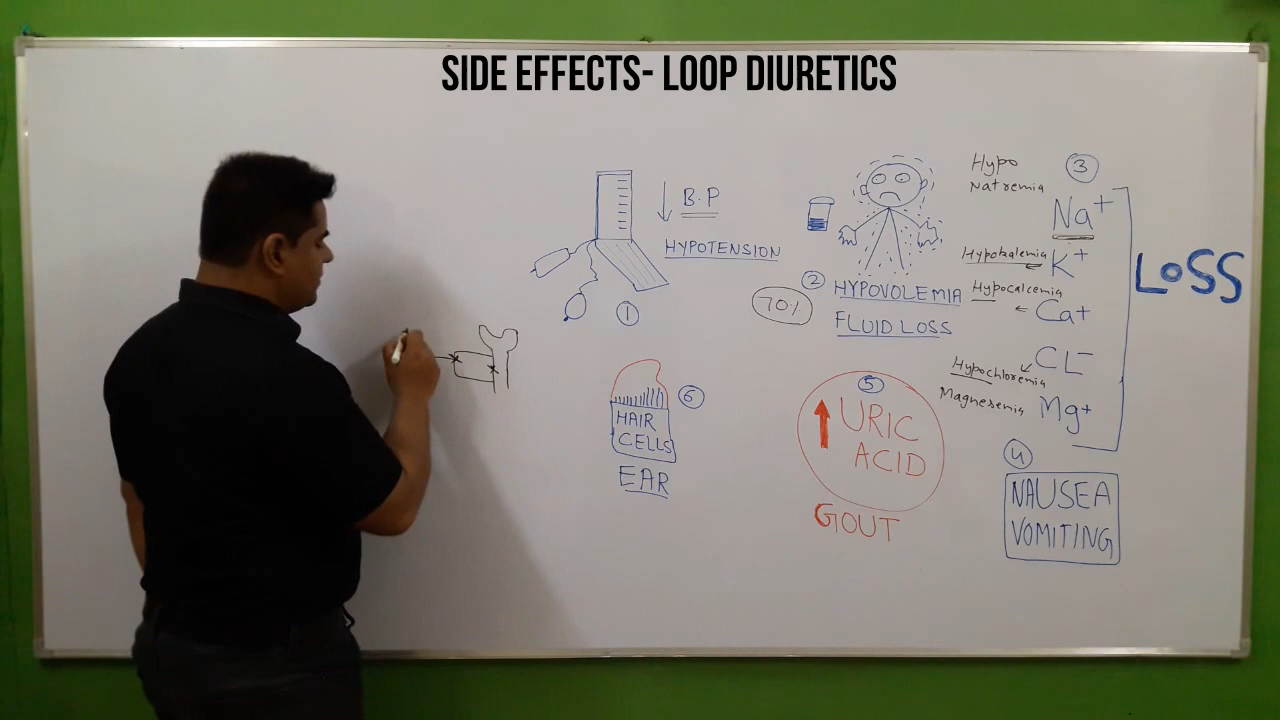 SIDE EFFECTS- LOOP DIURETICS
↓ B.P
HYPOTENSION
1
2
HYPOVOLEMIA
FLUID LOSS
70%
3
Hypo
Natremia
Na+
Hypokalemia
K+
Hypocalcemia
Ca+
CL-
Hypochloremia
Magnesemia
Mg+
LOSS
4
NAUSEA
VOMITING
5
↑ URIC
ACID
GOUT
6
HAIR
CELLS
EAR